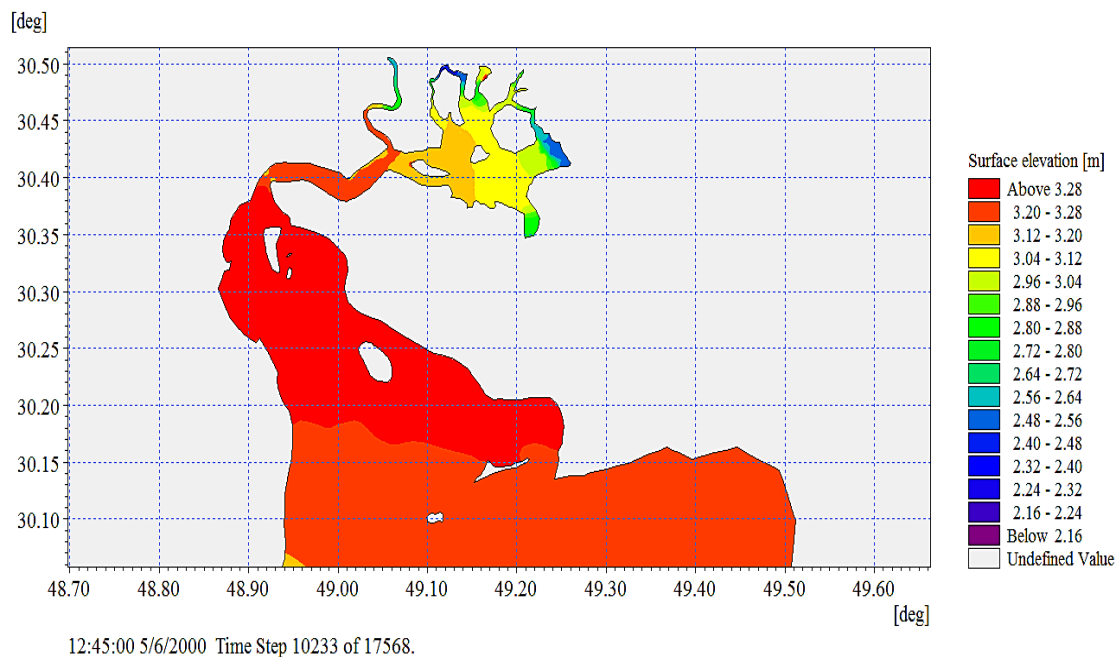 [deg]
30.50
30.45
30.40
30.35
30.30
30.25
30.20
30.15
30.10
48.70 48.80 48.90 49.00 49.10 49.20 49.30 49.40 49.50 49.60
[deg]
12:45:00 5/6/2000 Time Step 10233 of 17568.
Surface elevation [m]
Above 3.28
3.20 - 3.28
3.12 - 3.20
3.04 - 3.12
2.96 - 3.04
2.88 - 2.96
2.80 - 2.88
2.72 - 2.80
2.64 - 2.72
2.56 - 2.64
2.48 - 2.56
2.40 - 2.48
2.32 - 2.40
2.24 - 2.32
2.16 - 2.24
Below 2.16
Undefined Value